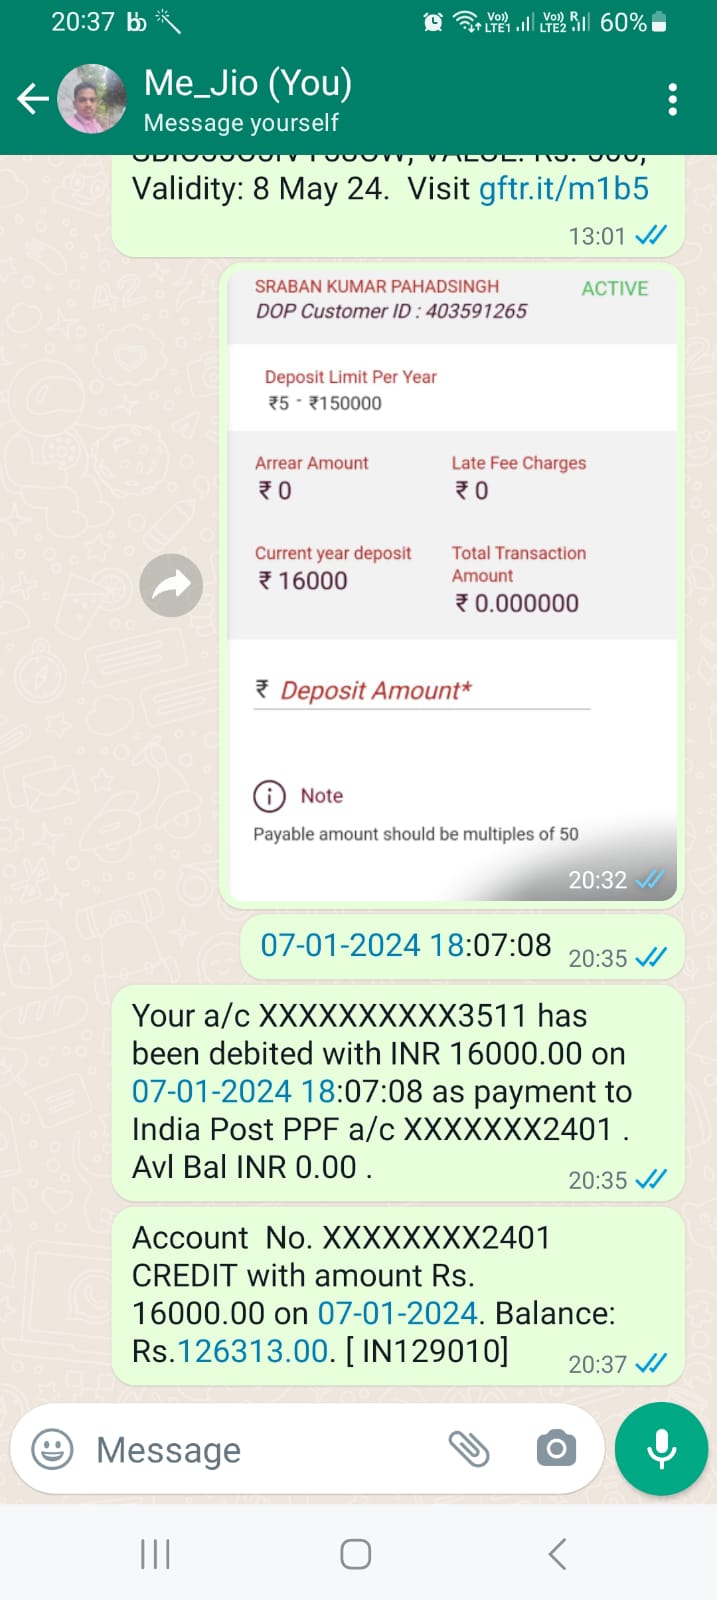 20:37
Vo)) LTE1 Vo)) LTE2 R 60%
Me_Jio (You)
Message yourself
Validity: 8 May 24. Visit gftr.it/m1b5
13:01
SRABAN KUMAR PAHADSINGH ACTIVE
DOP Customer ID : 403591265
Deposit Limit Per Year
₹5 - ₹150000
Arrear Amount Late Fee Charges
₹ 0 ₹ 0
Current year deposit Total Transaction
Amount
₹ 16000
₹ 0.000000
₹ Deposit Amount*
Note
Payable amount should be multiples of 50
20:32
07-01-2024 18:07:08 20:35
Your a/c XXXXXXXXXX3511 has
been debited with INR 16000.00 on
07-01-2024 18:07:08 as payment to
India Post PPF a/c XXXXXXX2401 .
Avl Bal INR 0.00 .
20:35
Account No. XXXXXXXX2401
CREDIT with amount Rs.
16000.00 on 07-01-2024. Balance:
Rs.126313.00. [ IN129010]
20:37
Message